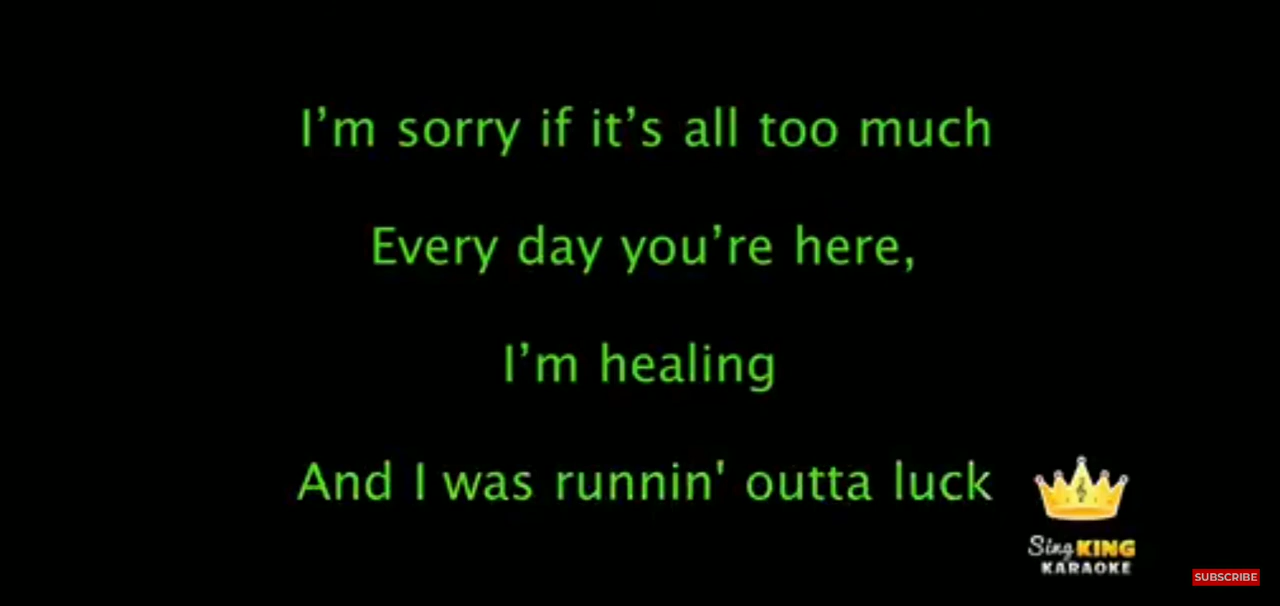 I’m sorry if it’s all too much
Every day you’re here,
I’m healing
And I was runnin' outta luck
Sing KING
KARAOKE
SUBSCRIBE